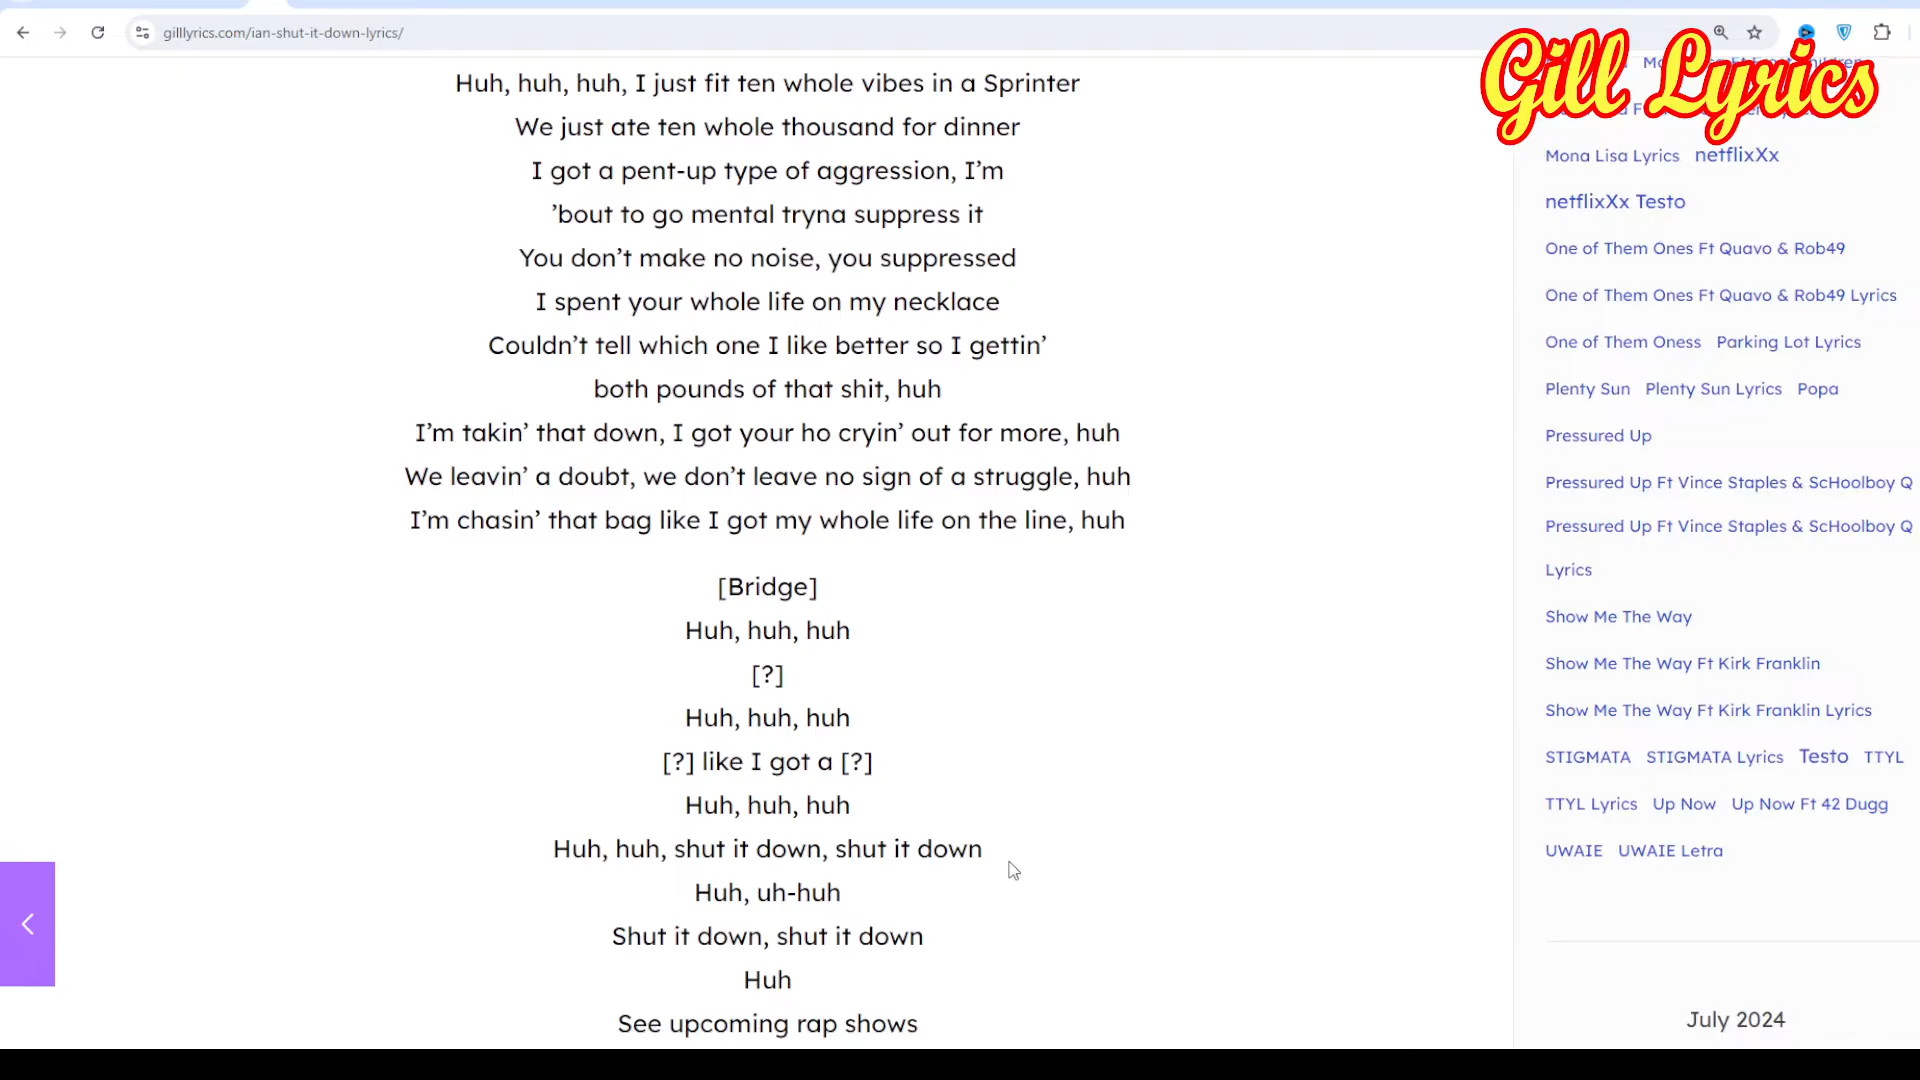 gilllyrics.com/ian-shut-it-down-lyrics/
Gill Lyrics
Huh, huh, huh, I just fit ten whole vibes in a Sprinter
We just ate ten whole thousand for dinner
I got a pent-up type of aggression, I’m
’bout to go mental tryna suppress it
You don’t make no noise, you suppressed
I spent your whole life on my necklace
Couldn’t tell which one I like better so I gettin’
both pounds of that shit, huh
I’m takin’ that down, I got your ho cryin’ out for more, huh
We leavin’ a doubt, we don’t leave no sign of a struggle, huh
I’m chasin’ that bag like I got my whole life on the line, huh
[Bridge]
Huh, huh, huh
[?]
Huh, huh, huh
[?] like I got a [?]
Huh, huh, huh
Huh, huh, shut it down, shut it down
Huh, uh-huh
Shut it down, shut it down
Huh
See upcoming rap shows
Mona Lisa Lyrics netflixXx
netflixXx Testo
One of Them Ones Ft Quavo & Rob49
One of Them Ones Ft Quavo & Rob49 Lyrics
One of Them Oness Parking Lot Lyrics
Plenty Sun Plenty Sun Lyrics Popa
Pressured Up
Pressured Up Ft Vince Staples & ScHoolboy Q
Pressured Up Ft Vince Staples & ScHoolboy Q
Lyrics
Show Me The Way
Show Me The Way Ft Kirk Franklin
Show Me The Way Ft Kirk Franklin Lyrics
STIGMATA STIGMATA Lyrics Testo TTYL
TTYL Lyrics Up Now Up Now Ft 42 Dugg
UWAIE UWAIE Letra
July 2024